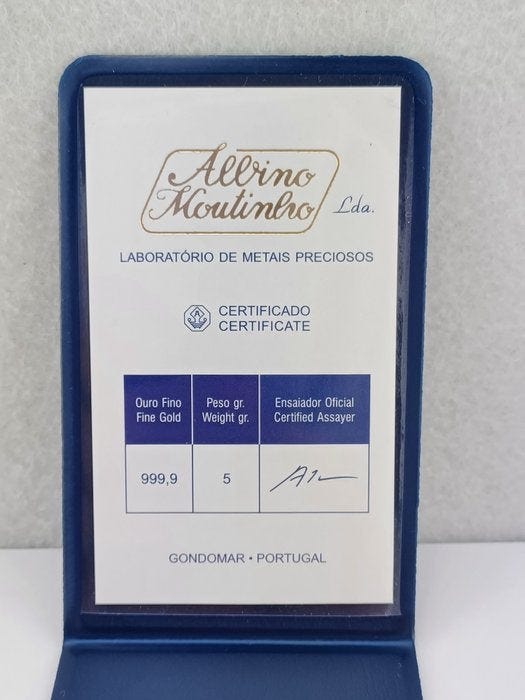 Albino
Moutinho Lda.
LABORATÓRIO DE METAIS PRECIOSOS
CERTIFICADO
CERTIFICATE
Ouro Fino Peso gr. Ensaiador Oficial
Fine Gold Weight gr. Certified Assayer
999,9 5
GONDOMAR • PORTUGAL